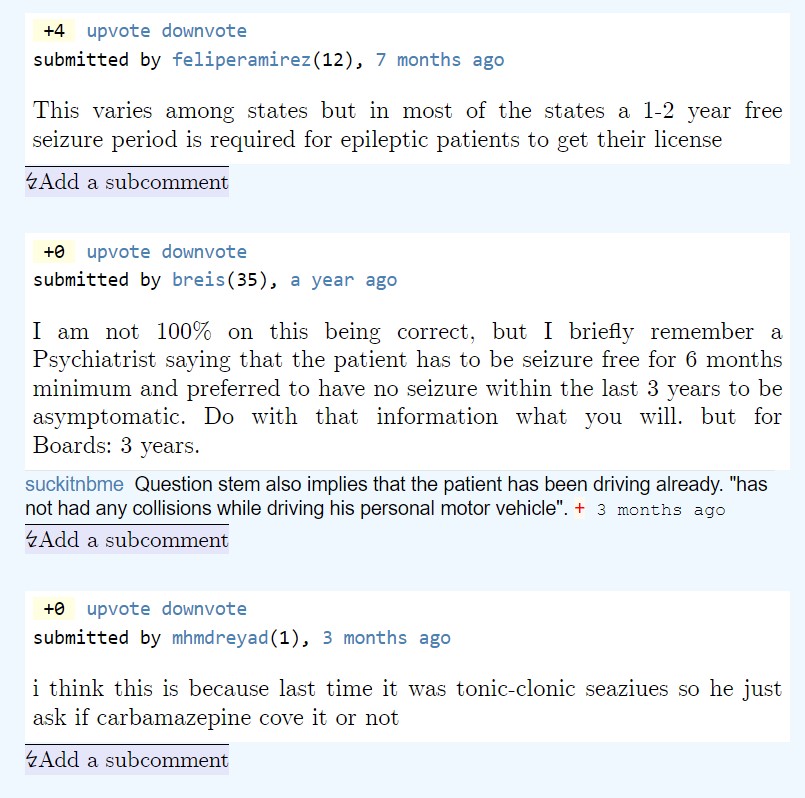 +4 upvote downvote
submitted by feliperamirez(12), 7 months ago
This varies among states but in most of the states a 1-2 year free
seizure period is required for epileptic patients to get their license
↯Add a subcomment
+0 upvote downvote
submitted by breis(35), a year ago
I am not 100% on this being correct, but I briefly remember a
Psychiatrist saying that the patient has to be seizure free for 6 months
minimum and preferred to have no seizure within the last 3 years to be
asymptomatic. Do with that information what you will. but for
Boards: 3 years.
suckitnbme Question stem also implies that the patient has been driving already. "has
not had any collisions while driving his personal motor vehicle". + 3 months ago
↯Add a subcomment
+0 upvote downvote
submitted by mhmdreyad(1), 3 months ago
i think this is because last time it was tonic-clonic seaziues so he just
ask if carbamazepine cove it or not
↯Add a subcomment